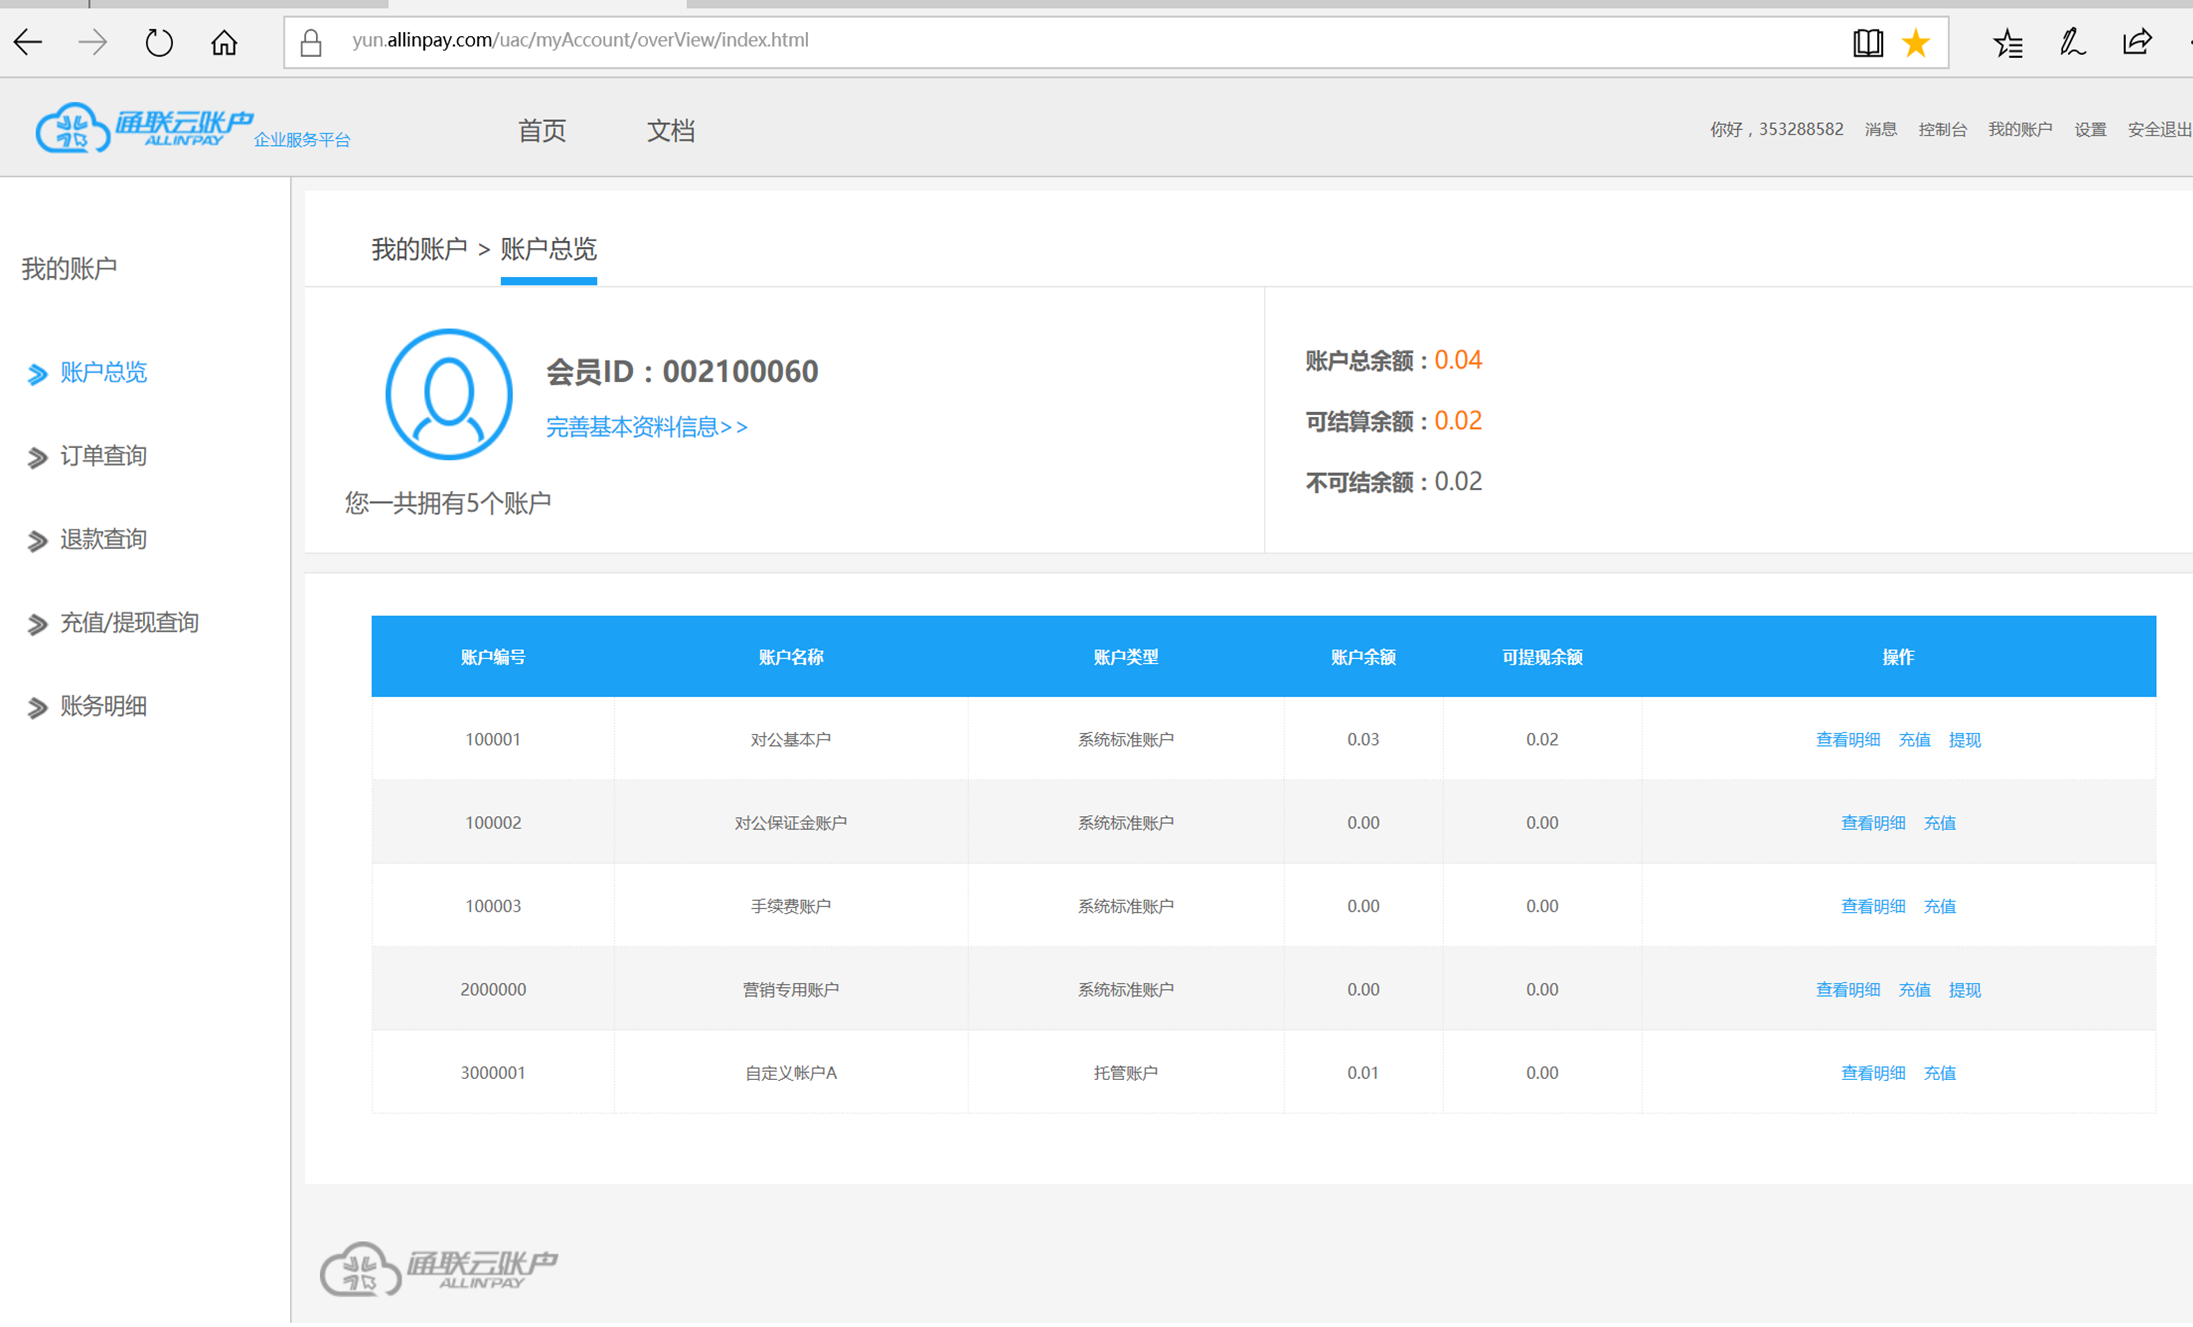 yun.allinpay.com/uac/myAccount/overView/index.html
通联云账户 ALLINPAY 企业服务平台 首页 文档 你好，353288582 消息 控制台 我的账户 设置 安全退出
我的账户
账户总览
订单查询
退款查询
充值/提现查询
账务明细
我的账户 > 账户总览
会员ID：002100060
完善基本资料信息>>
您一共拥有5个账户
账户总余额：0.04
可结算余额：0.02
不可结余额：0.02
账户编号 账户名称 账户类型 账户余额 可提现余额 操作
100001 对公基本户 系统标准账户 0.03 0.02 查看明细 充值 提现
100002 对公保证金账户 系统标准账户 0.00 0.00 查看明细 充值
100003 手续费账户 系统标准账户 0.00 0.00 查看明细 充值
2000000 营销专用账户 系统标准账户 0.00 0.00 查看明细 充值 提现
3000001 自定义帐户A 托管账户 0.01 0.00 查看明细 充值
通联云账户
ALLINPAY